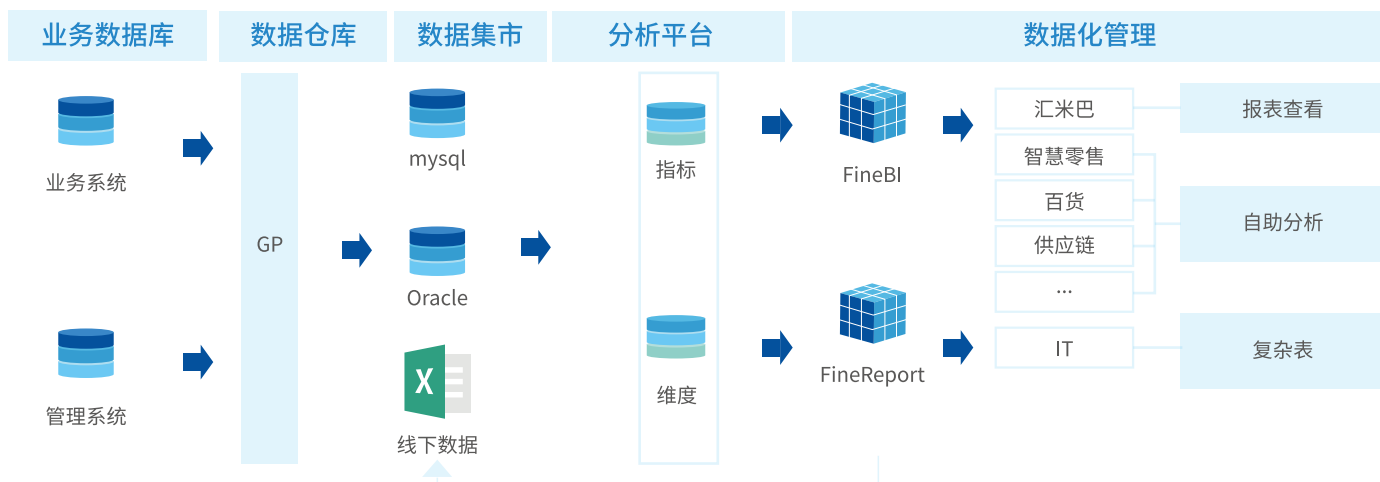 业务数据库
数据仓库
数据集市
分析平台
数据化管理
业务系统
管理系统
GP
mysql
Oracle
X
线下数据
指标
维度
FineBI
FineReport
汇米巴
智慧零售
百货
供应链
...
IT
报表查看
自助分析
复杂表